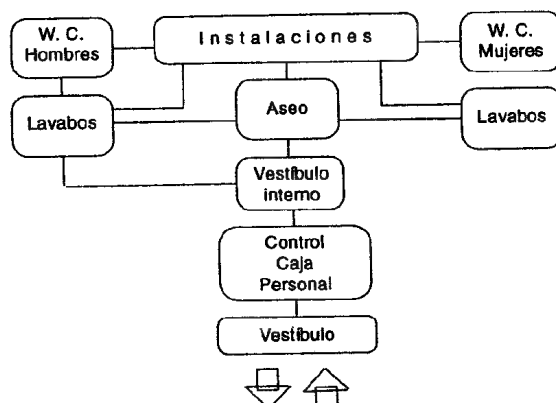 W. C.
Hombres
Instalaciones
W. C.
Mujeres
Lavabos
Aseo
Lavabos
Vestíbulo
interno
Control
Caja
Personal
Vestíbulo